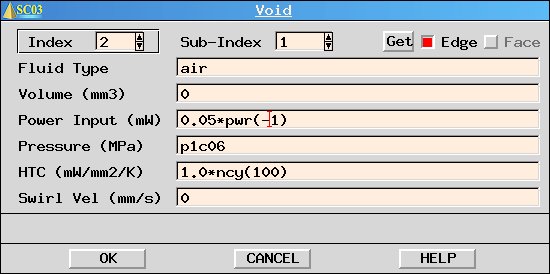 SC03 Void
Index 2 Sub-Index 1 Get Edge Face
Fluid Type air
Volume (mm3) 0
Power Input (mW) 0.05*pwr(-1)
Pressure (MPa) p1c06
HTC (mW/mm2/K) 1.0*ncy(100)
Swirl Vel (mm/s) 0
OK CANCEL HELP